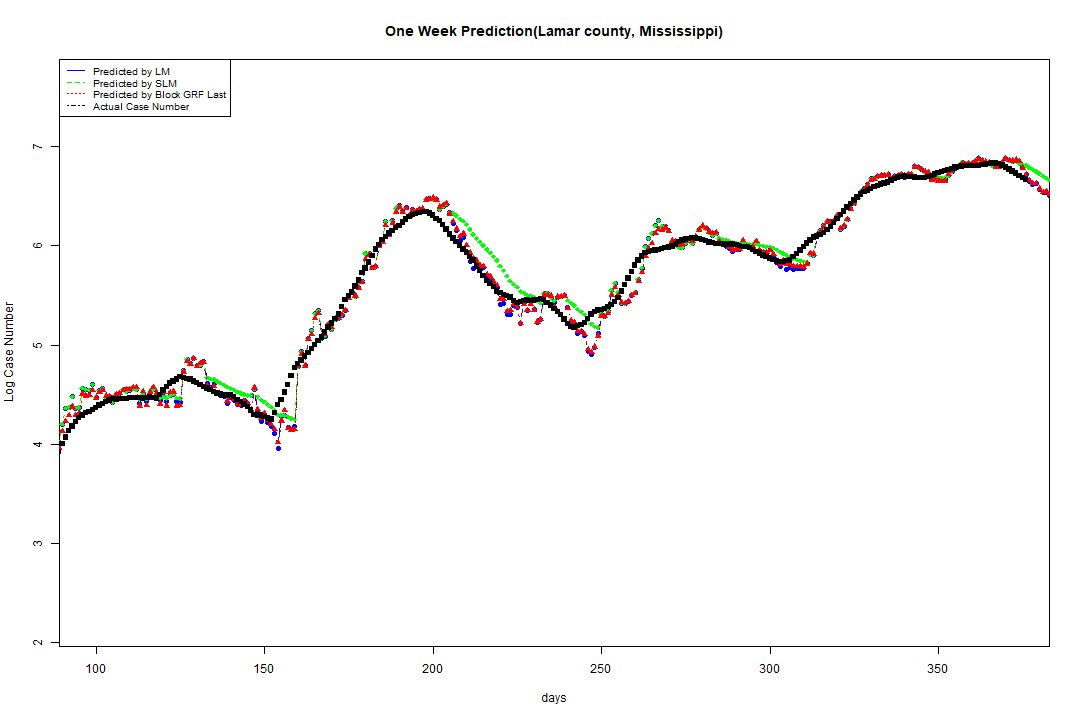 One Week Prediction(Lamar county, Mississippi)
Predicted by LM
Predicted by SLM
Predicted by Block GRF Last
Actual Case Number
Log Case Number
7
6
5
4
3
2
100 150 200 250 300 350
days